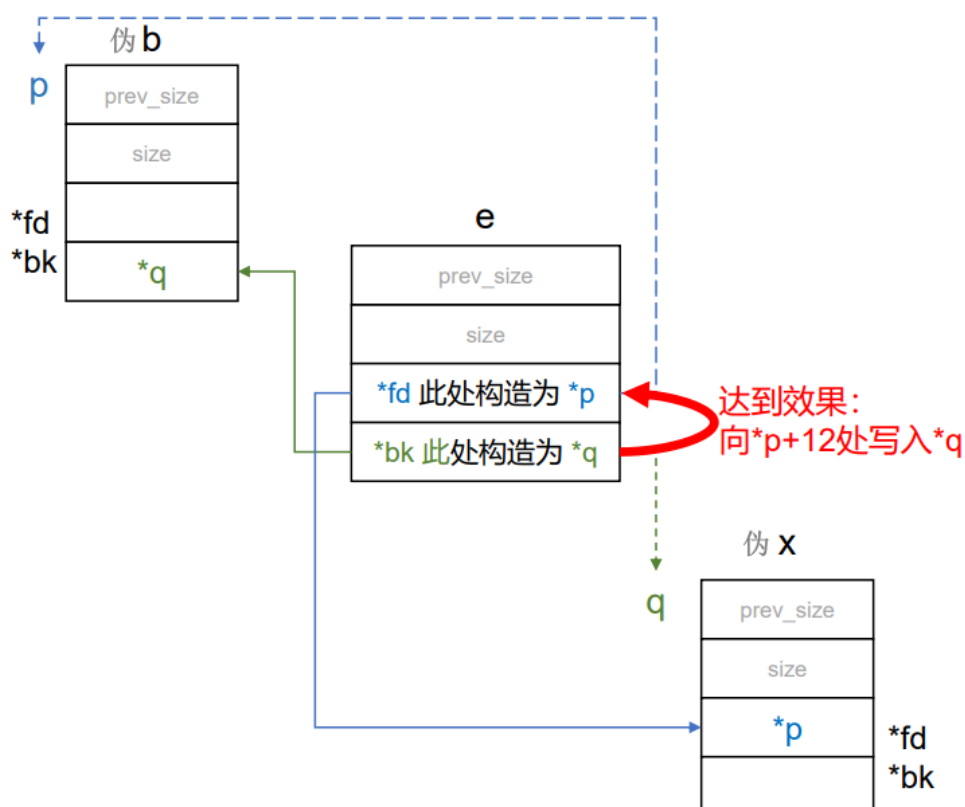 伪 b
p
prev_size
size
*fd
*bk
*q
e
prev_size
size
*fd 此处构造为 *p
*bk 此处构造为 *q
达到效果：
向*p+12处写入*q
伪 x
q
prev_size
size
*p
*fd
*bk